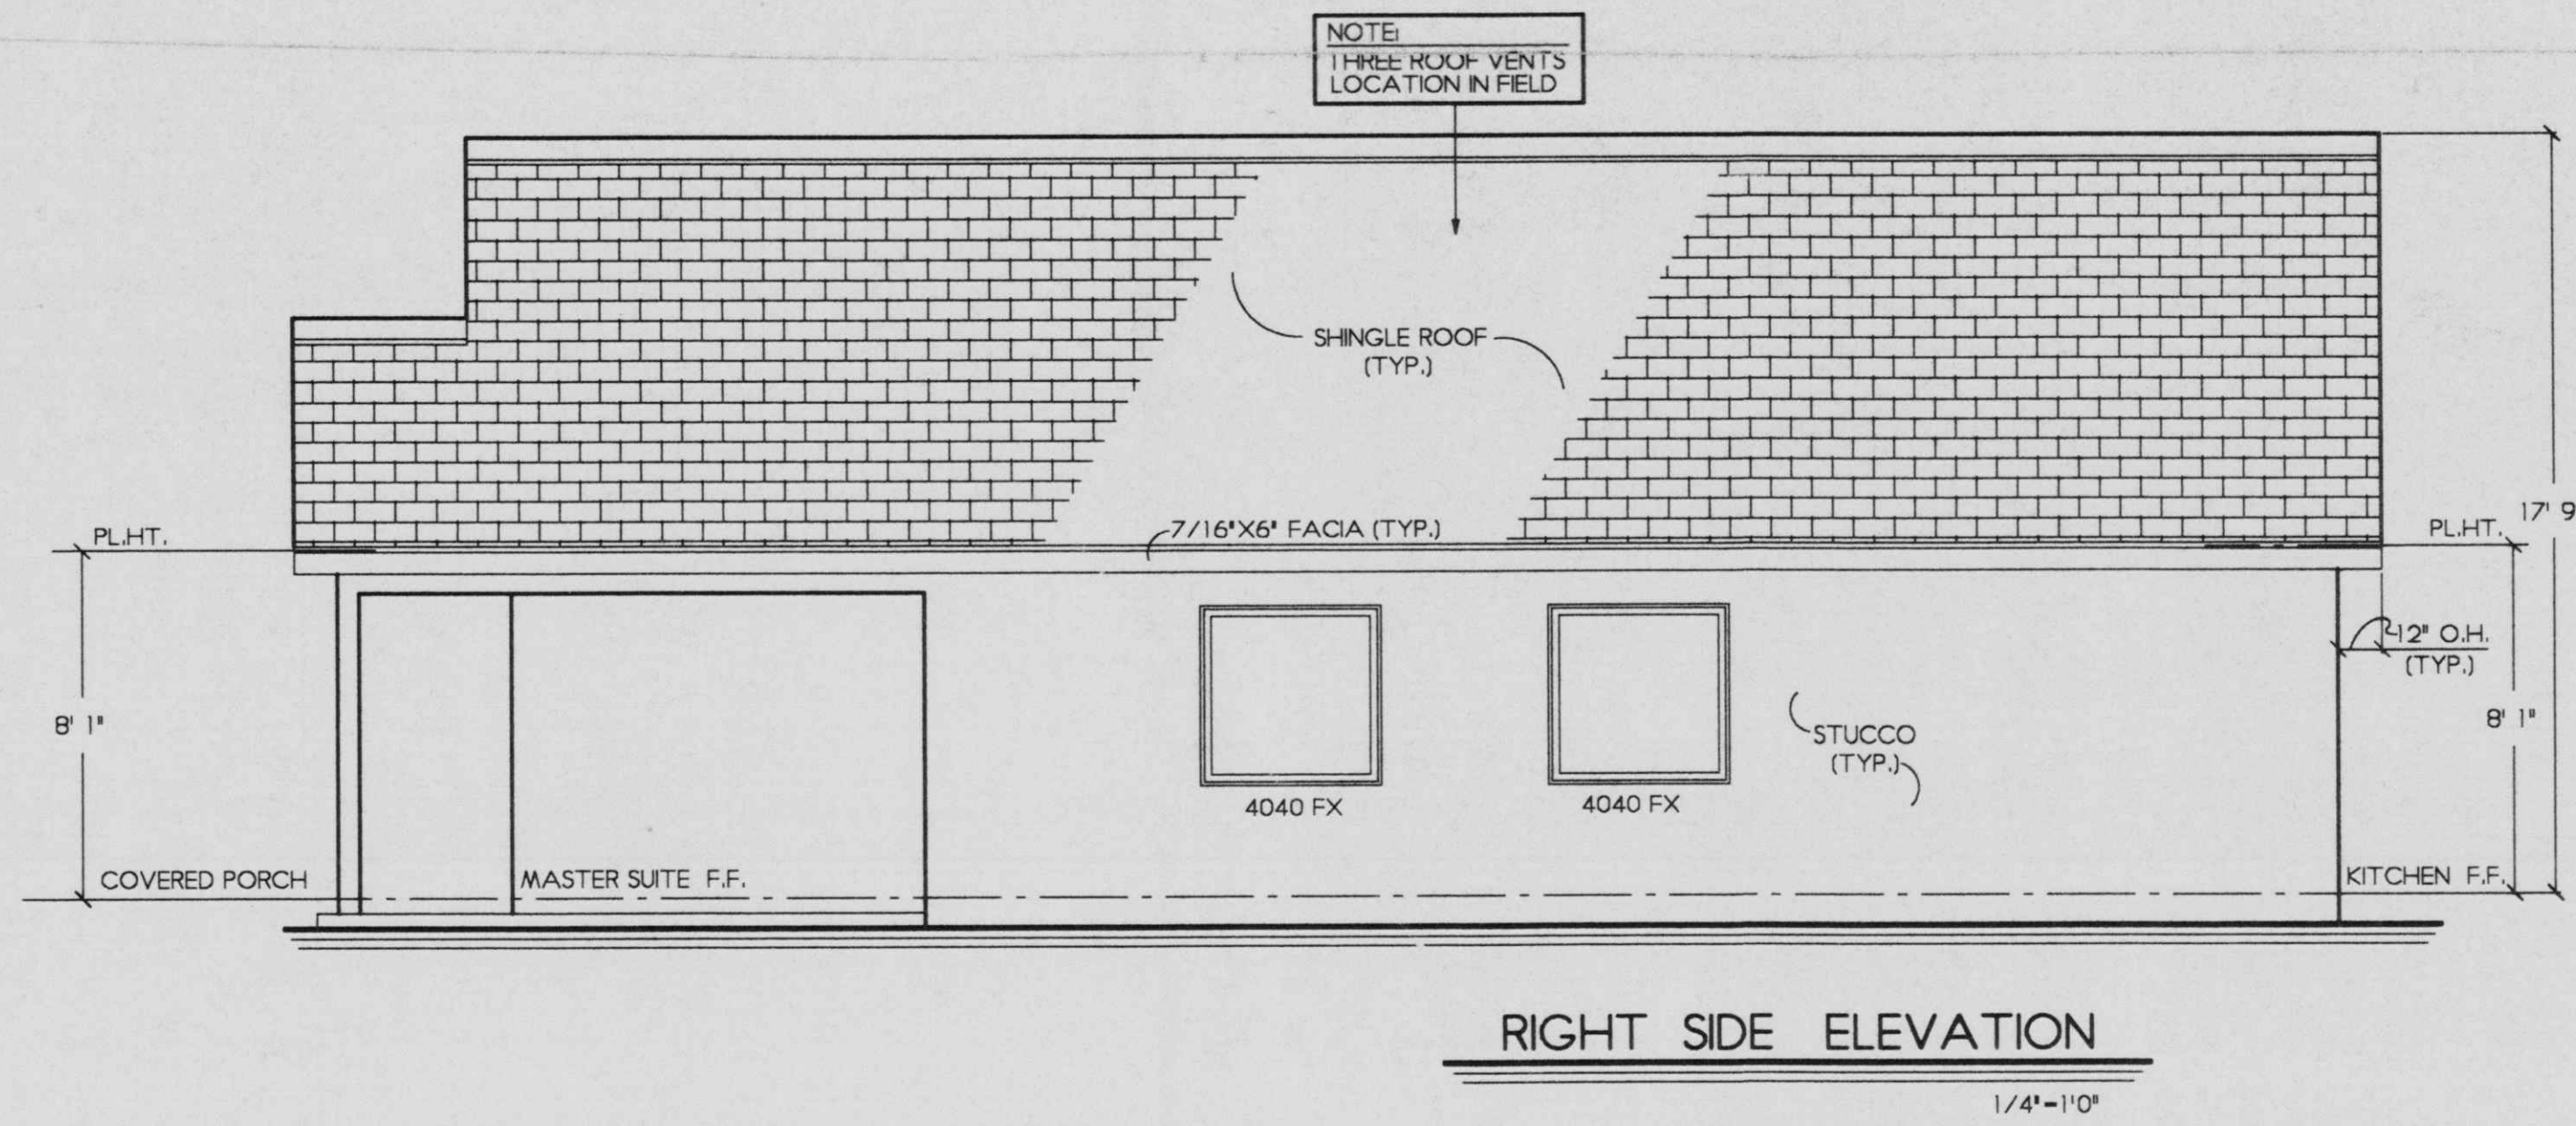 NOTE:
THREE ROOF VENTS
LOCATION IN FIELD
SHINGLE ROOF
(TYP.)
PL.HT.
7/16"X6" FACIA (TYP.)
PL.HT.
17' 9
12" O.H.
(TYP.)
8' 1"
8' 1"
STUCCO
(TYP.)
4040 FX
4040 FX
COVERED PORCH
MASTER SUITE F.F.
KITCHEN F.F.
RIGHT SIDE ELEVATION
1/4"-1'0"